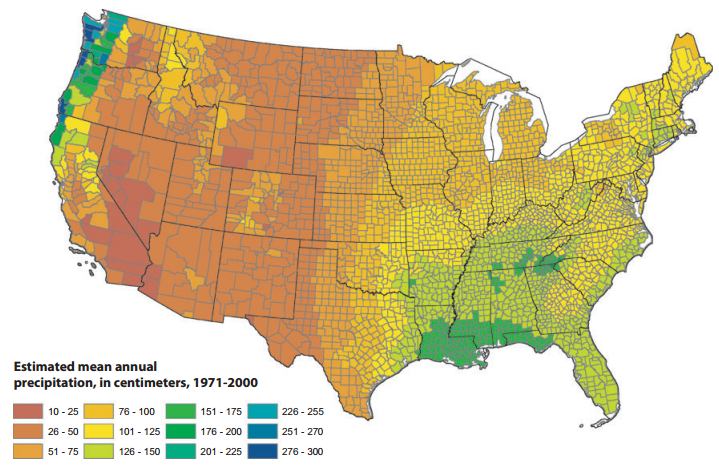 Estimated mean annual
precipitation, in centimeters, 1971-2000
10 - 25 76 - 100 151 - 175 226 - 255
26 - 50 101 - 125 176 - 200 251 - 270
51 - 75 126 - 150 201 - 225 276 - 300